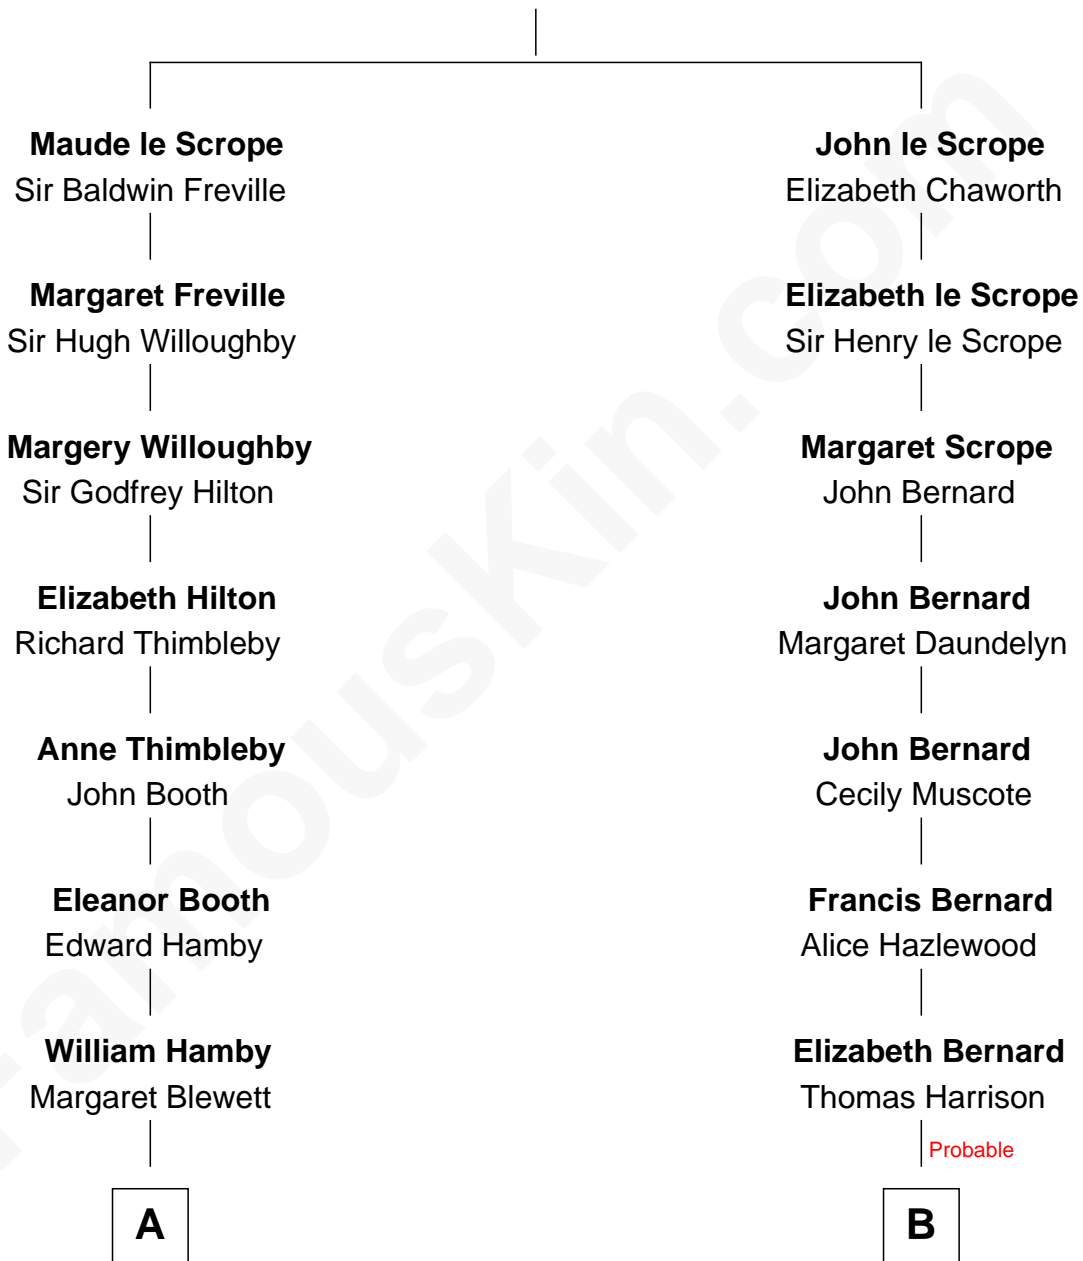 Maude le Scrope
Sir Baldwin Freville
John le Scrope
Elizabeth Chaworth
Margaret Freville
Sir Hugh Willoughby
Elizabeth le Scrope
Sir Henry le Scrope
Margery Willoughby
Sir Godfrey Hilton
Margaret Scrope
John Bernard
Elizabeth Hilton
Richard Thimbleby
John Bernard
Margaret Daundelyn
Anne Thimbleby
John Booth
John Bernard
Cecily Muscote
Eleanor Booth
Edward Hamby
Francis Bernard
Alice Hazlewood
William Hamby
Margaret Blewett
Elizabeth Bernard
Thomas Harrison
Probable
A
B
FamousKin.com